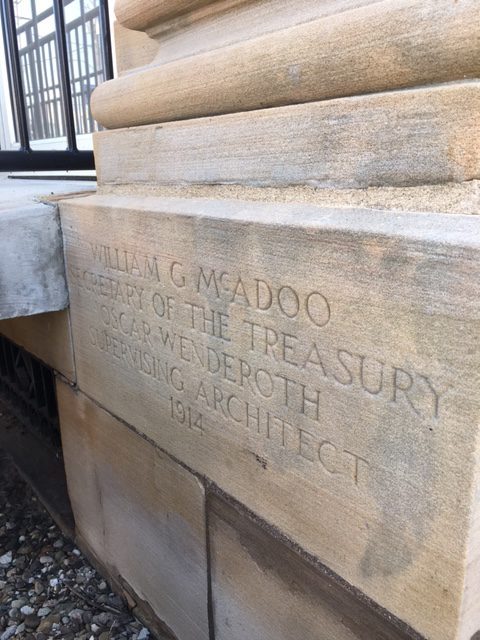 WILLIAM G McADOO
SECRETARY OF THE TREASURY
OSCAR WENDEROTH
SUPERVISING ARCHITECT
1914